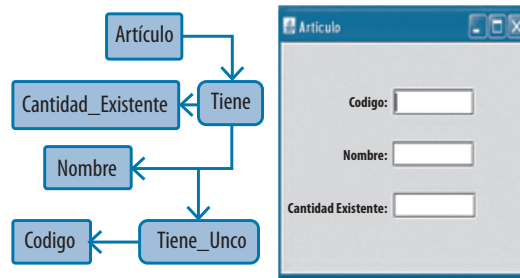 Artículo
Cantidad_Existente
Tiene
Nombre
Codigo
Tiene_Unco
Artículo
Codigo:
Nombre:
Cantidad Existente: